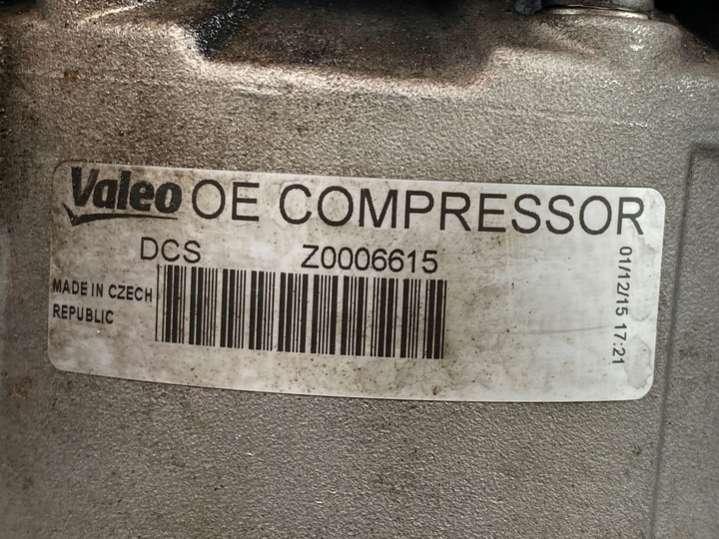 Valeo OE COMPRESSOR
DCS Z0006615
MADE IN CZECH
REPUBLIC
01/12/15 17:21